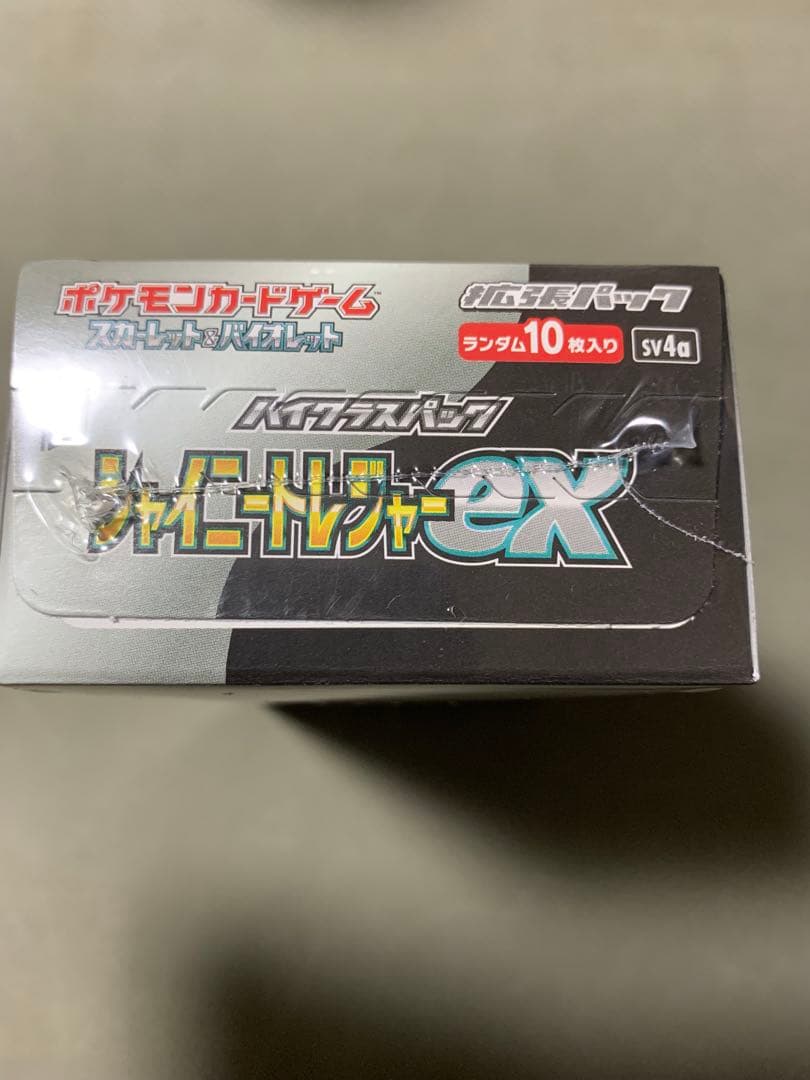 ポケモンカードゲーム™
スカーレット&バイオレット
拡張パック
ランダム10枚入り
sv4a
ハイクラスパック
シャイニートレジャーex